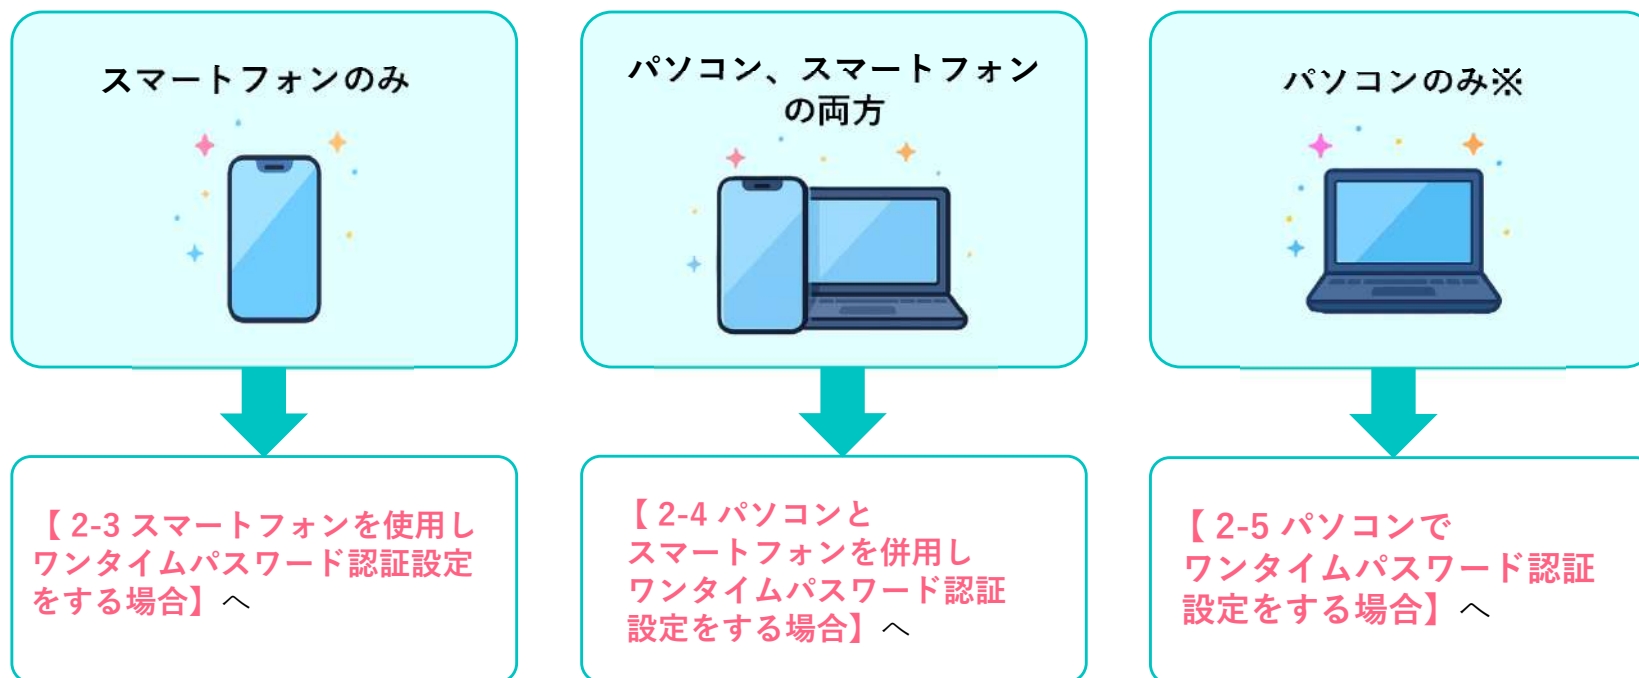 スマートフォンのみ
パソコン、スマートフォン
の両方
パソコンのみ※
【 2-3 スマートフォンを使用し
ワンタイムパスワード認証設定
をする場合】へ
【 2-4 パソコンと
スマートフォンを併用し
ワンタイムパスワード認証
設定をする場合】へ
【 2-5 パソコンで
ワンタイムパスワード認証
設定をする場合】へ